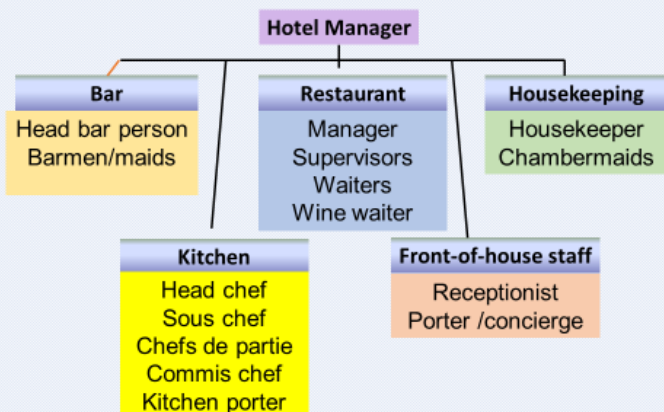 Hotel Manager
Bar
Head bar person
Barmen/maids
Restaurant
Manager
Supervisors
Waiters
Wine waiter
Housekeeping
Housekeeper
Chambermaids
Kitchen
Head chef
Sous chef
Chefs de partie
Commis chef
Kitchen porter
Front-of-house staff
Receptionist
Porter /concierge